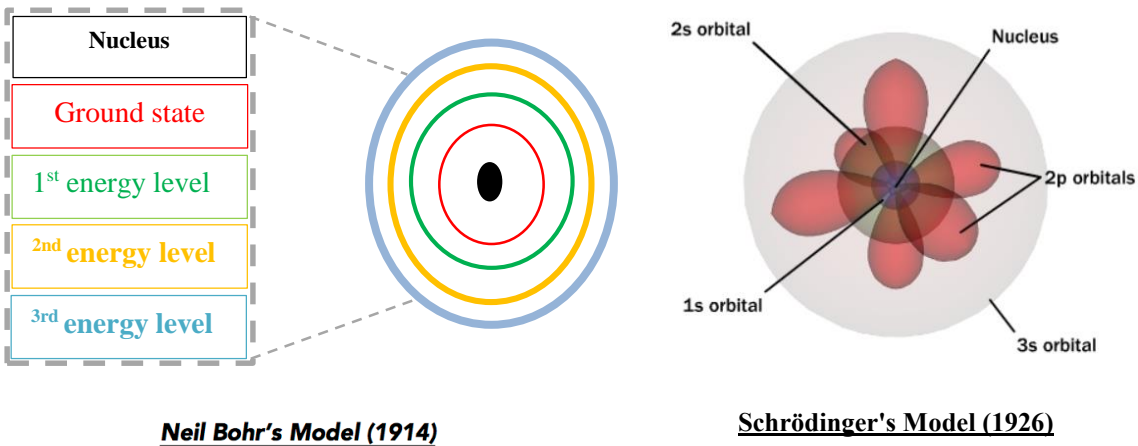 Nucleus
Ground state
1st energy level
2nd energy level
3rd energy level
Neil Bohr's Model (1914)
2s orbital
Nucleus
2p orbitals
1s orbital
3s orbital
Schrödinger's Model (1926)